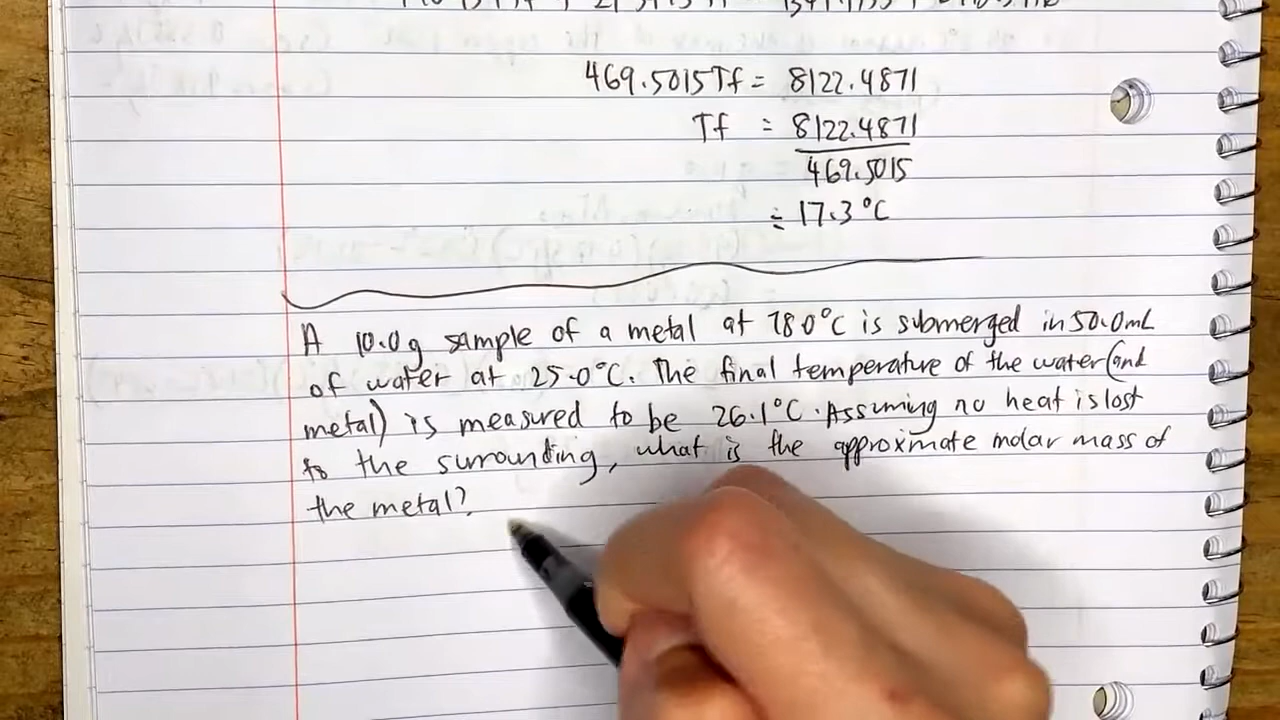 469.5015Tf = 8122.4871
Tf = 8122.4871
469.5015
= 17.3°C
A 10.0g sample of a metal at 78.0°C is submerged in 50.0mL
of water at 25.0°C. The final temperature of the water (and
metal) is measured to be 26.1°C. Assuming no heat is lost
to the surrounding, what is the approximate molar mass of
the metal?